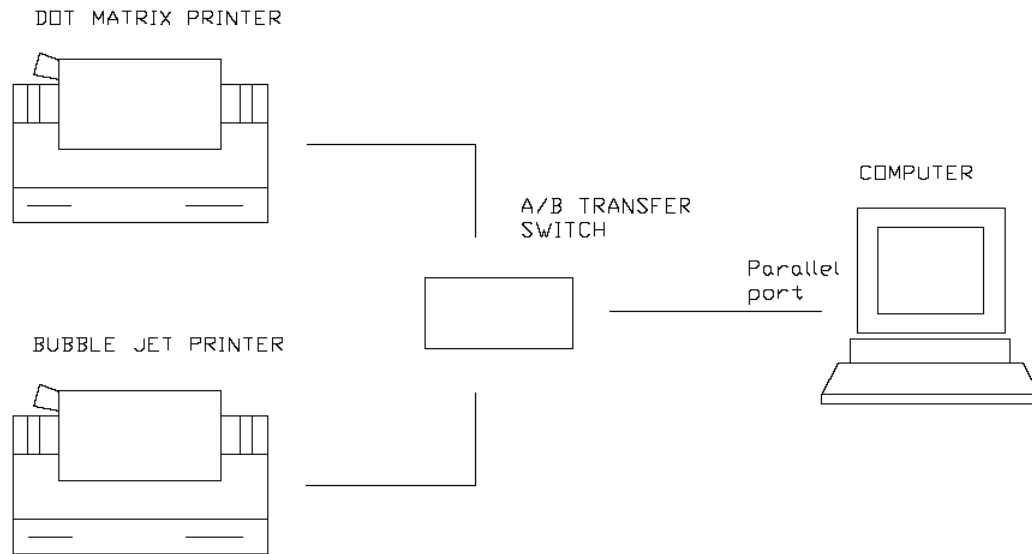 DOT MATRIX PRINTER
COMPUTER
A/B TRANSFER
SWITCH
Parallel
port
BUBBLE JET PRINTER